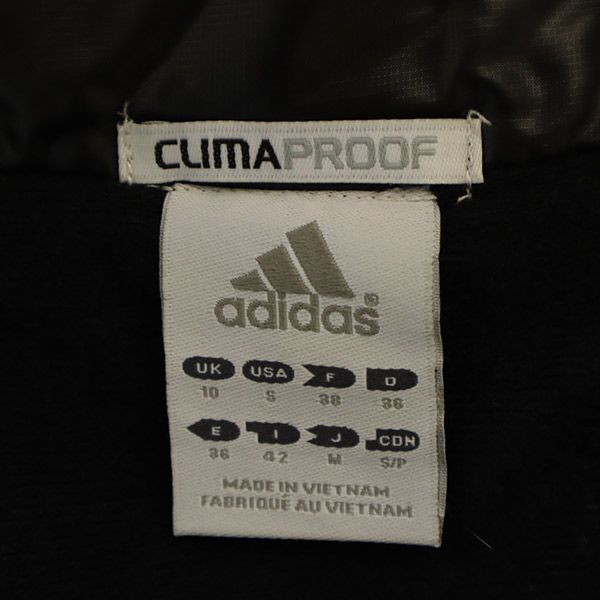 CLIMAPROOF
adidas®
UK USA F D
10 S 38 36
E I J CDN
36 42 M S/P
MADE IN VIETNAM
FABRIQUÉ AU VIETNAM